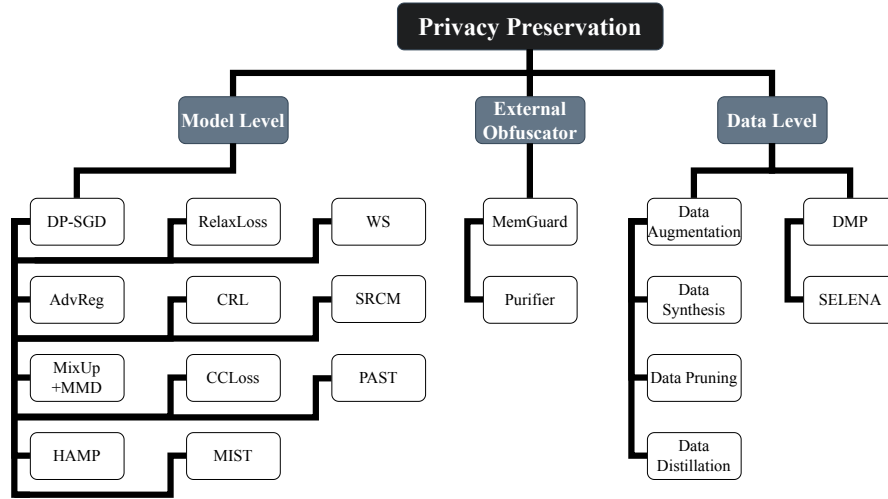 Privacy Preservation
Model Level
External
Obfuscator
Data Level
DP-SGD
RelaxLoss
WS
MemGuard
Data
Augmentation
DMP
AdvReg
CRL
SRCM
Purifier
Data
Synthesis
SELENA
MixUp
+MMD
CCLoss
PAST
Data Pruning
HAMP
MIST
Data
Distillation